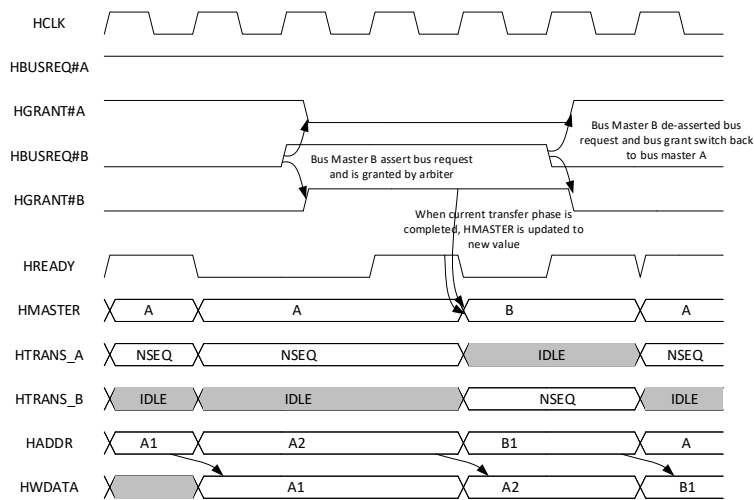 HCLK
HBUSREQ#A
HGRANT#A
HBUSREQ#B
Bus Master B assert bus request
and is granted by arbiter
Bus Master B de-asserted bus
request and bus grant switch back
to bus master A
HGRANT#B
When current transfer phase is
completed, HMASTER is updated to
new value
HREADY
HMASTER A A B A
HTRANS_A NSEQ NSEQ IDLE NSEQ
HTRANS_B IDLE IDLE NSEQ IDLE
HADDR A1 A2 B1 A
HWDATA A1 A2 B1